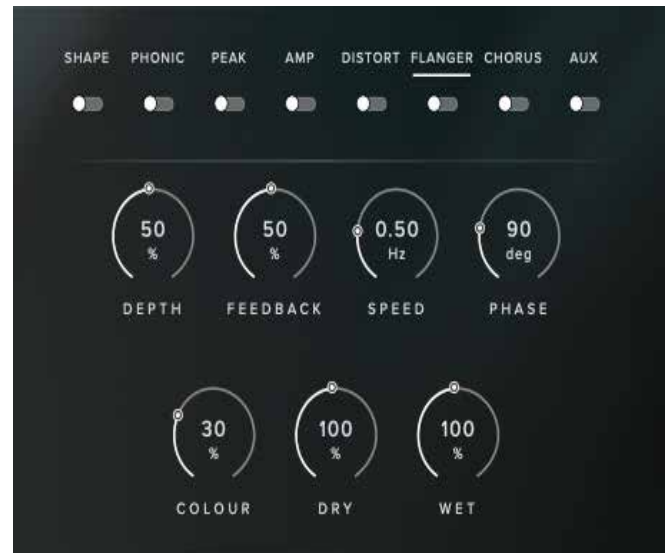 SHAPE PHONIC PEAK AMP DISTORT FLANGER CHORUS AUX
50 50 0.50 90
% % Hz deg
DEPTH FEEDBACK SPEED PHASE
30 100 100
% % %
COLOUR DRY WET